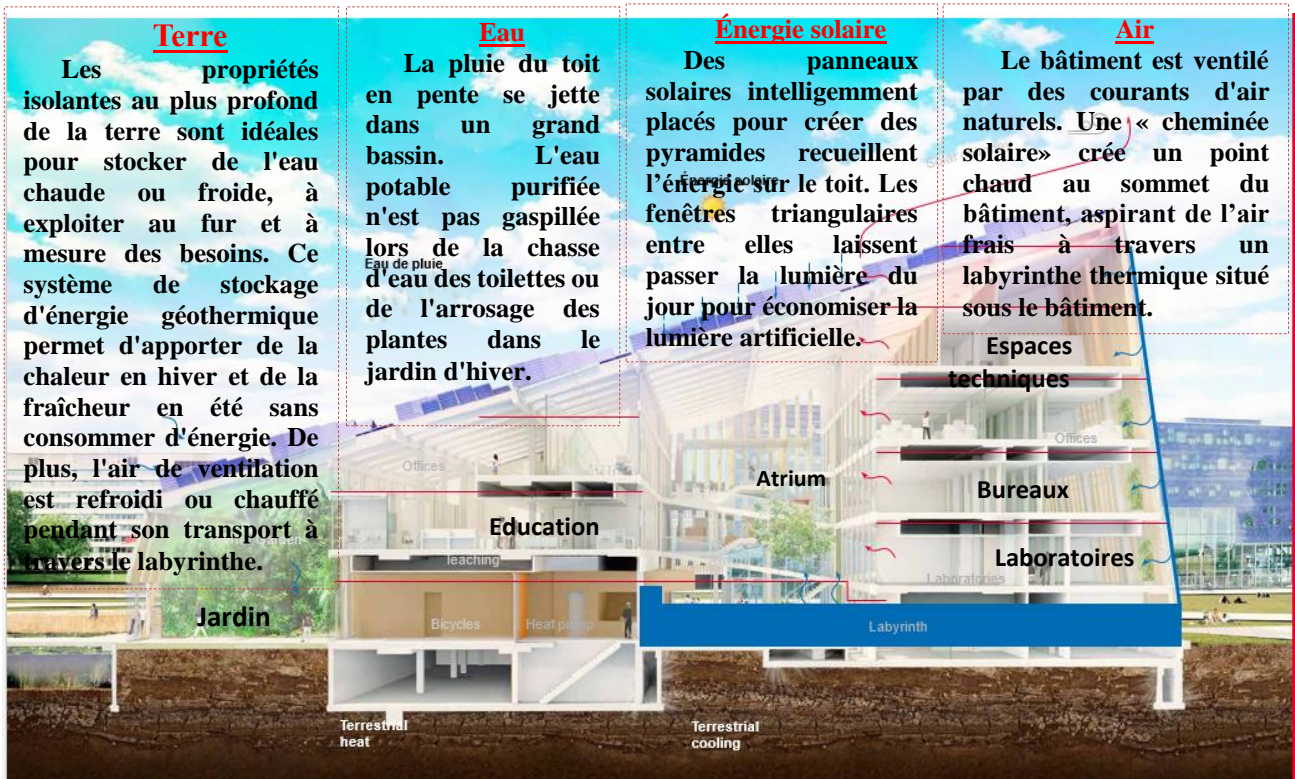 Terre
Les propriétés
isolantes au plus profond
de la terre sont idéales
pour stocker de l'eau
chaude ou froide, à
exploiter au fur et à
mesure des besoins. Ce
système de stockage
d'énergie géothermique
permet d'apporter de la
chaleur en hiver et de la
fraîcheur en été sans
consommer d'énergie. De
plus, l'air de ventilation
est refroidi ou chauffé
pendant son transport à
travers le labyrinthe.
Eau
La pluie du toit
en pente se jette
dans un grand
bassin. L'eau
potable purifiée
n'est pas gaspillée
lors de la chasse
d'eau des toilettes ou
de l'arrosage des
plantes dans le
jardin d'hiver.
Eau de pluie
Énergie solaire
Des panneaux
solaires intelligemment
placés pour créer des
pyramides recueillent
l'énergie sur le toit. Les
fenêtres triangulaires
entre elles laissent
passer la lumière du
jour pour économiser la
lumière artificielle.
Énergie solaire
Air
Le bâtiment est ventilé
par des courants d'air
naturels. Une « cheminée
solaire» crée un point
chaud au sommet du
bâtiment, aspirant de l'air
frais à travers un
labyrinthe thermique situé
sous le bâtiment.
Espaces
techniques
Offices
Offices
Atrium
Bureaux
Education
Teaching
Laboratoires
Laboratories
Jardin
Bicycles
Heat pump
Labyrinth
Terrestrial
heat
Terrestrial
cooling